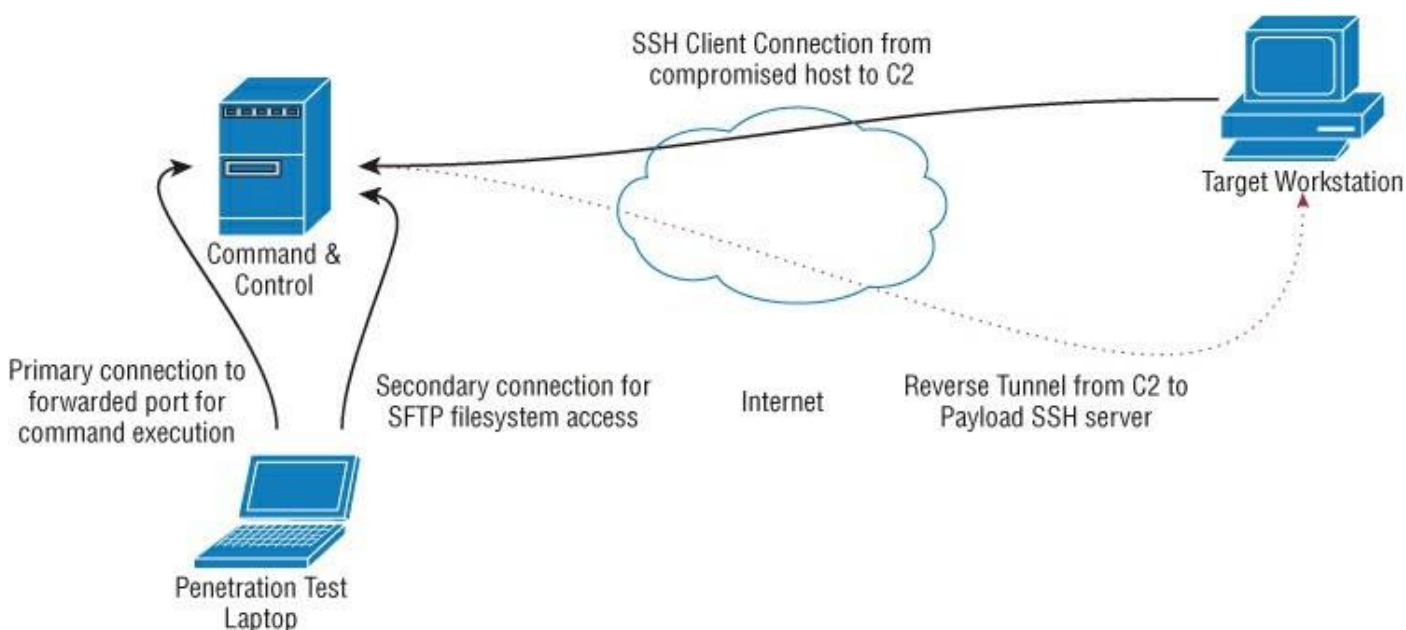 SSH Client Connection from
compromised host to C2
Target Workstation
Command &
Control
Primary connection to
forwarded port for
command execution
Secondary connection for
SFTP filesystem access
Internet
Reverse Tunnel from C2 to
Payload SSH server
Penetration Test
Laptop